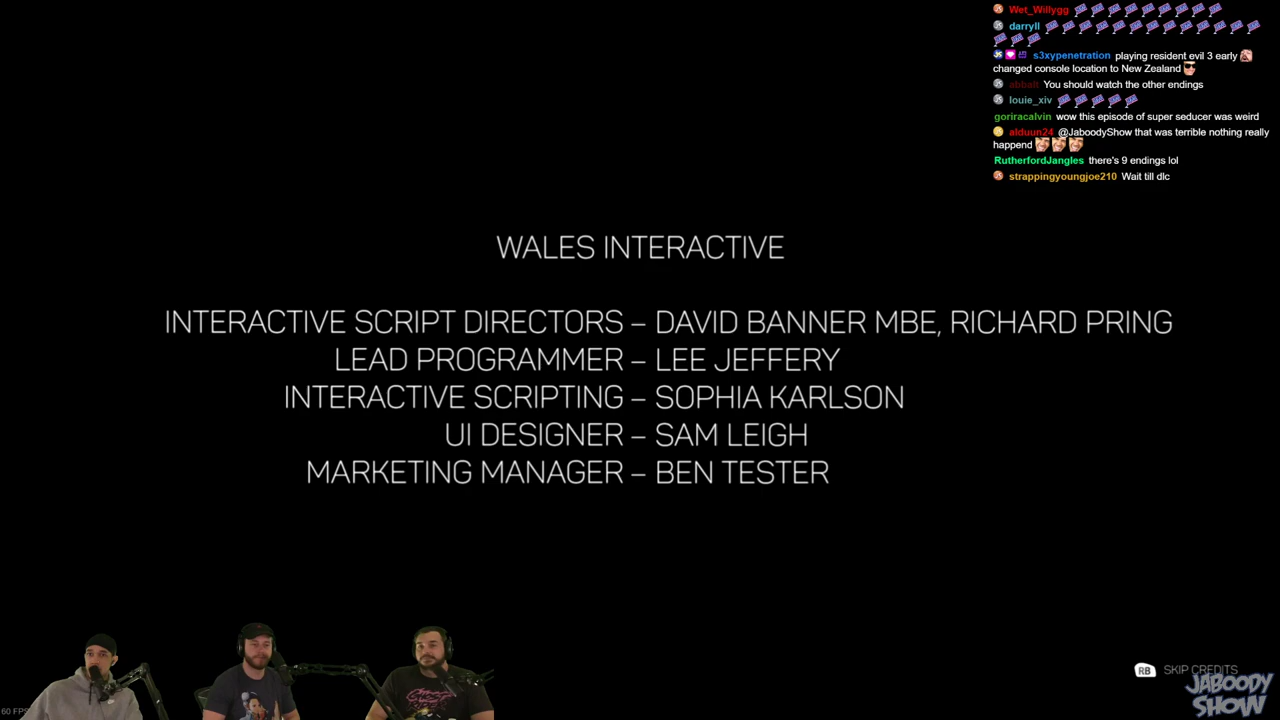 Wet_Willygg
darryll
s3xypenetration playing resident evil 3 early
changed console location to New Zealand
abbati You should watch the other endings
louie_xiv
goriracalvin wow this episode of super seducer was weird
alduun24 @JaboodyShow that was terrible nothing really
happend
RutherfordJangles there's 9 endings lol
strappingyoungjoe210 Wait till dlc
WALES INTERACTIVE
INTERACTIVE SCRIPT DIRECTORS – DAVID BANNER MBE, RICHARD PRING
LEAD PROGRAMMER – LEE JEFFERY
INTERACTIVE SCRIPTING – SOPHIA KARLSON
UI DESIGNER – SAM LEIGH
MARKETING MANAGER – BEN TESTER
RB SKIP CREDITS
JABOODY
SHOW
60 FPS